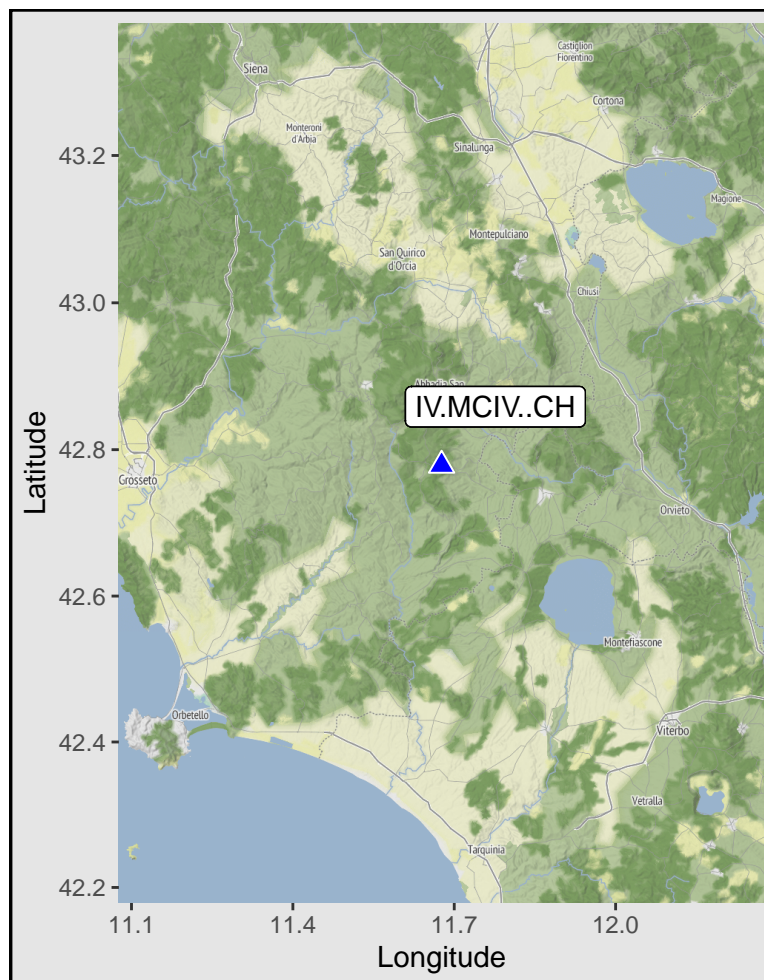 Castiglion
Fiorentino
Siena
Cortona
Monteroni
d'Arbia
43.2
Sinalunga
Magione
Montepulciano
San Quirico
d'Orcia
Chiusi
43.0
Abbadia San
IV.MCIV..CH
42.8
Grosseto
Orvieto
Latitude
42.6
Montefiascone
Orbetello
42.4
Viterbo
Vetralla
Tarquinia
42.2
11.1
11.4
11.7
12.0
Longitude